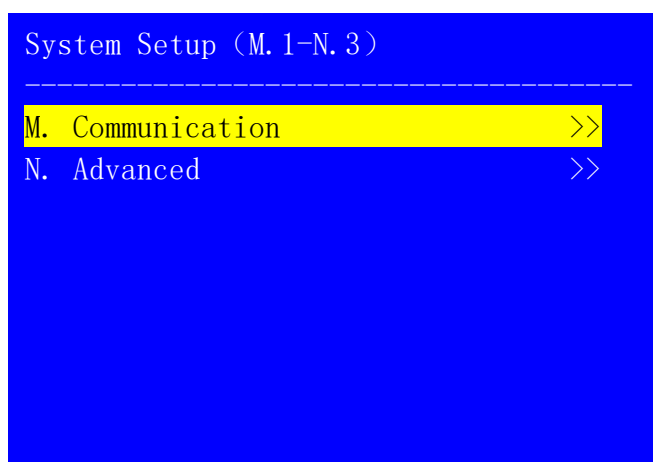 System Setup（M.1-N.3）
--------------------------------------
M. Communication >>
N. Advanced >>